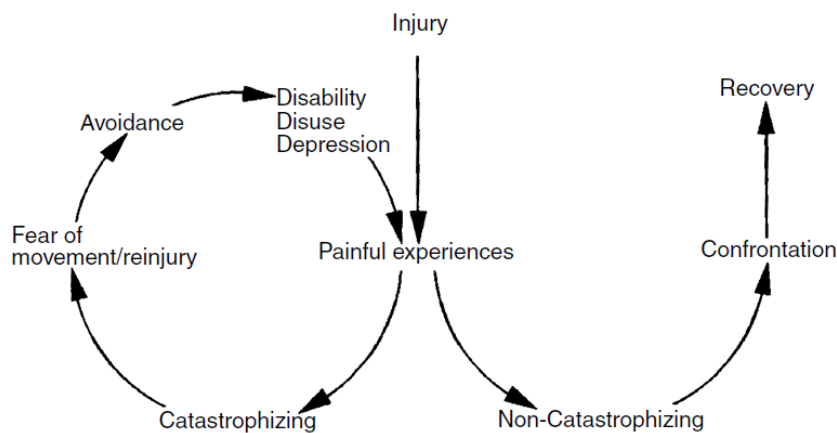 Injury
Recovery
Disability
Disuse
Depression
Avoidance
Fear of
movement/reinjury
Painful experiences
Confrontation
Catastrophizing
Non-Catastrophizing